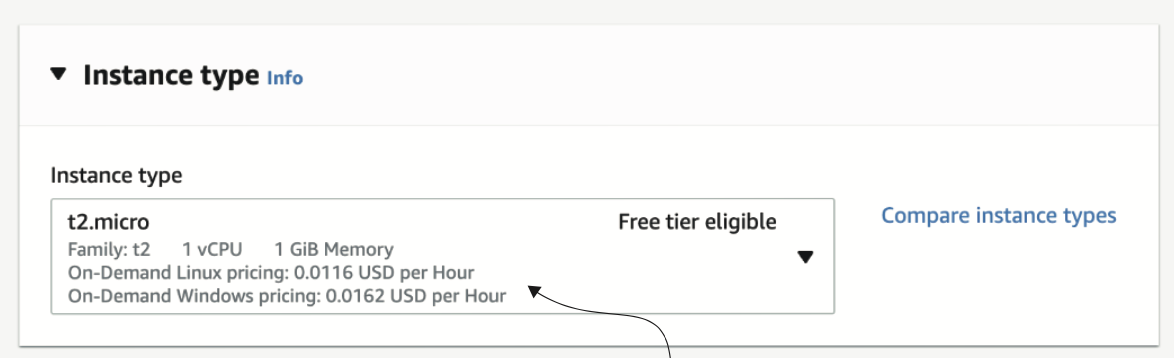 Instance type Info
Instance type
t2.micro Free tier eligible
Compare instance types
Family: t2 1 vCPU 1 GiB Memory
On-Demand Linux pricing: 0.0116 USD per Hour
On-Demand Windows pricing: 0.0162 USD per Hour